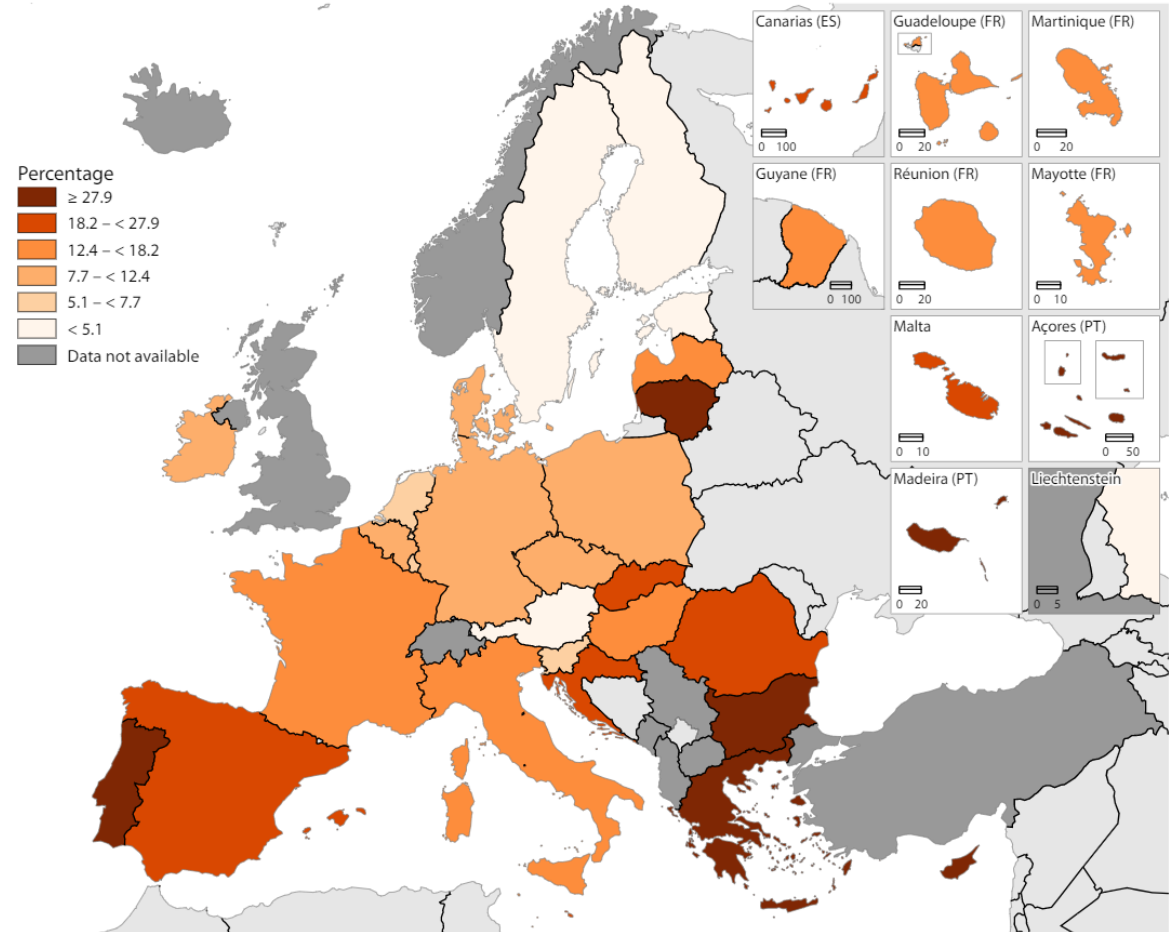 Percentage
≥ 27.9
18.2 – < 27.9
12.4 – < 18.2
7.7 – < 12.4
5.1 – < 7.7
< 5.1
Data not available
Canarias (ES)
0 100
Guadeloupe (FR)
0 20
Martinique (FR)
0 20
Guyane (FR)
0 100
Réunion (FR)
0 20
Mayotte (FR)
0 10
Malta
0 10
Açores (PT)
0 50
Madeira (PT)
0 20
Liechtenstein
0 5